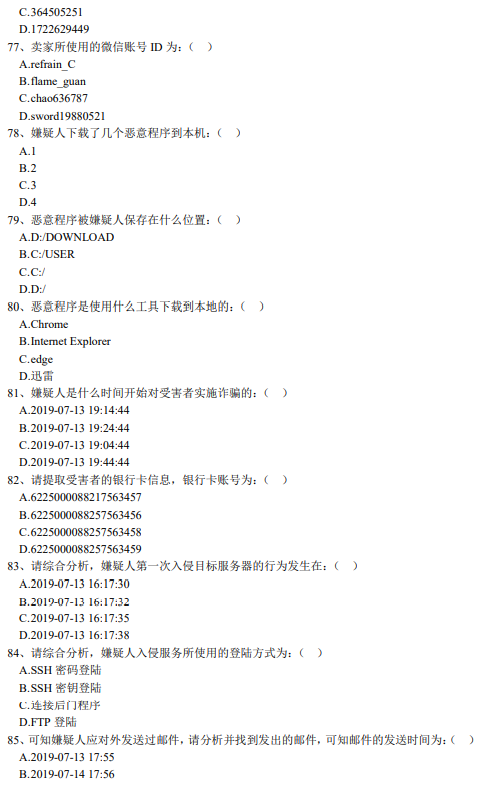 C.364505251
D.1722629449
77、卖家所使用的微信账号 ID 为：（ ）
A.refrain_C
B.flame_guan
C.chao636787
D.sword19880521
78、嫌疑人下载了几个恶意程序到本机：（ ）
A.1
B.2
C.3
D.4
79、恶意程序被嫌疑人保存在什么位置：（ ）
A.D:/DOWNLOAD
B.C:/USER
C.C:/
D.D:/
80、恶意程序是使用什么工具下载到本地的：（ ）
A.Chrome
B.Internet Explorer
C.edge
D.迅雷
81、嫌疑人是什么时间开始对受害者实施诈骗的：（ ）
A.2019-07-13 19:14:44
B.2019-07-13 19:24:44
C.2019-07-13 19:04:44
D.2019-07-13 19:44:44
82、请提取受害者的银行卡信息，银行卡账号为：（ ）
A.6225000088217563457
B.6225000088257563456
C.6225000088257563458
D.6225000088257563459
83、请综合分析，嫌疑人第一次入侵目标服务器的行为发生在：（ ）
A.2019-07-13 16:17:30
B.2019-07-13 16:17:32
C.2019-07-13 16:17:35
D.2019-07-13 16:17:38
84、请综合分析，嫌疑人入侵服务所使用的登陆方式为：（ ）
A.SSH 密码登陆
B.SSH 密钥登陆
C.连接后门程序
D.FTP 登陆
85、可知嫌疑人应对外发送过邮件，请分析并找到发出的邮件，可知邮件的发送时间为：（ ）
A.2019-07-13 17:55
B.2019-07-14 17:56